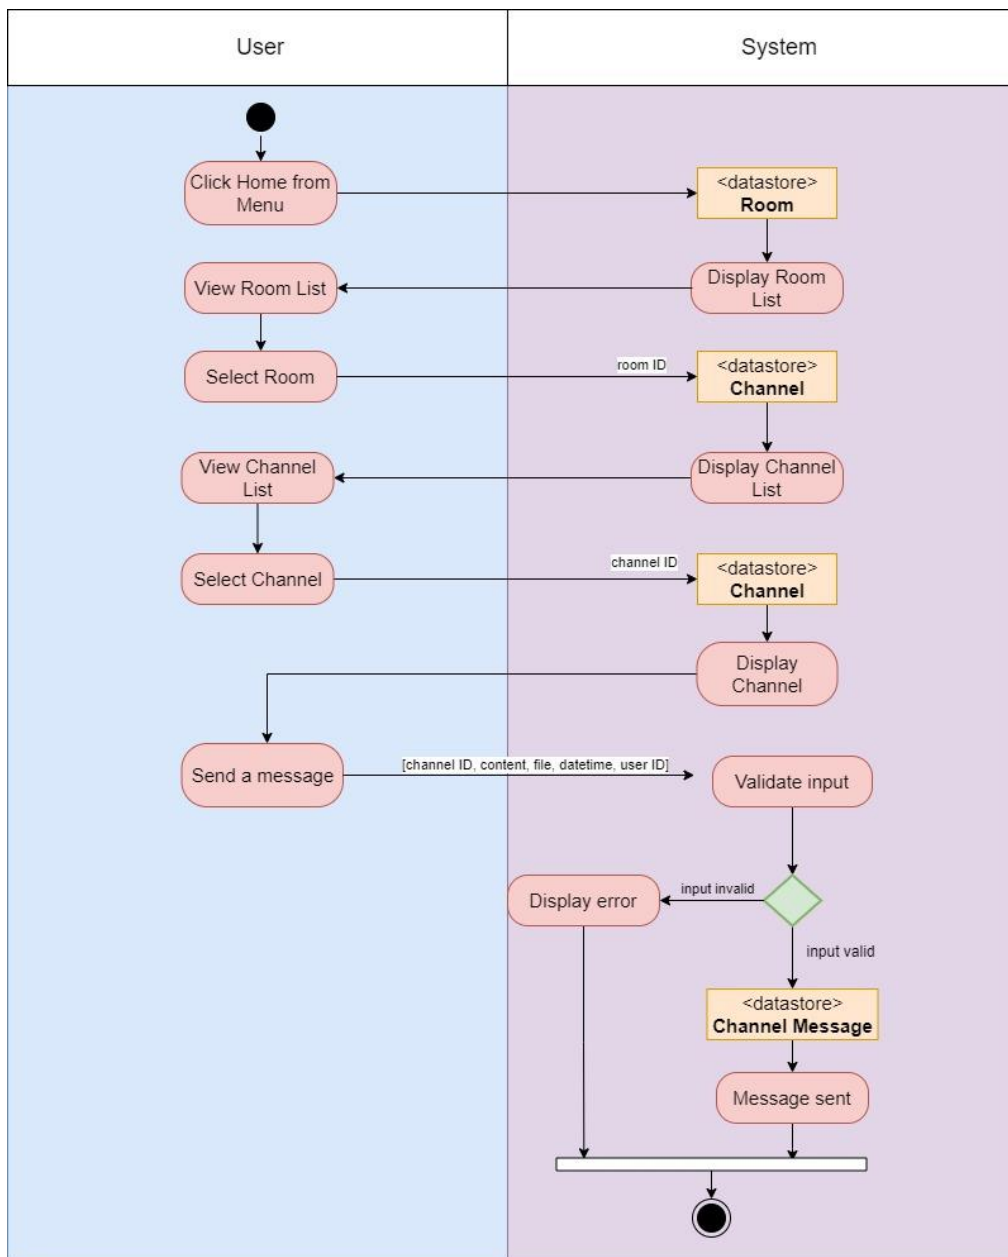 User
System
Click Home from
Menu
<datastore>
Room
View Room List
Display Room
List
Select Room
room ID
<datastore>
Channel
View Channel
List
Display Channel
List
Select Channel
channel ID
<datastore>
Channel
Display
Channel
Send a message
[channel ID, content, file, datetime, user ID]
Validate input
Display error
input invalid
input valid
<datastore>
Channel Message
Message sent